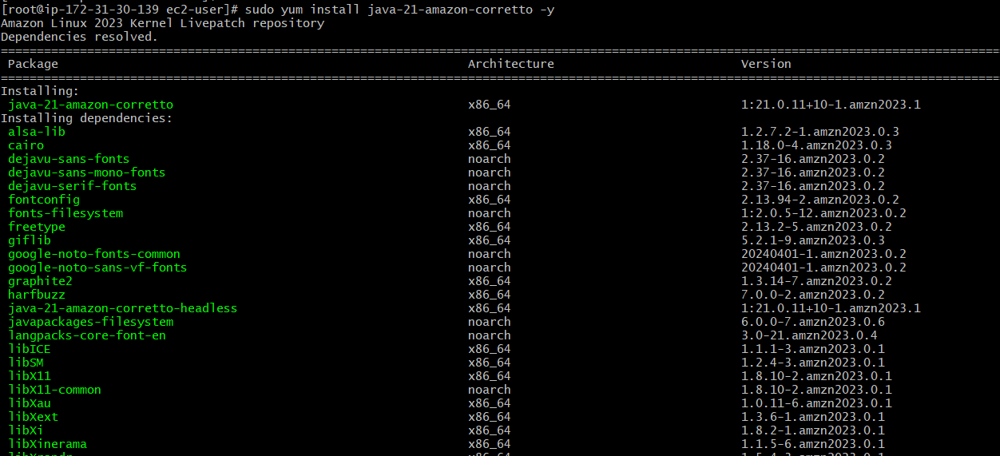 [root@ip-172-31-30-139 ec2-user]# sudo yum install java-21-amazon-corretto -y
Amazon Linux 2023 Kernel Livepatch repository
Dependencies resolved.
Package Architecture Version
Installing:
java-21-amazon-corretto x86_64 1:21.0.11+10-1.amzn2023.1
Installing dependencies:
alsa-lib x86_64 1.2.7.2-1.amzn2023.0.3
cairo x86_64 1.18.0-4.amzn2023.0.3
dejavu-sans-fonts noarch 2.37-16.amzn2023.0.2
dejavu-sans-mono-fonts noarch 2.37-16.amzn2023.0.2
dejavu-serif-fonts noarch 2.37-16.amzn2023.0.2
fontconfig x86_64 2.13.94-2.amzn2023.0.2
fonts-filesystem noarch 1:2.0.5-12.amzn2023.0.2
freetype x86_64 2.13.2-5.amzn2023.0.2
giflib x86_64 5.2.1-9.amzn2023.0.3
google-noto-fonts-common noarch 20240401-1.amzn2023.0.2
google-noto-sans-vf-fonts noarch 20240401-1.amzn2023.0.2
graphite2 x86_64 1.3.14-7.amzn2023.0.2
harfbuzz x86_64 7.0.0-2.amzn2023.0.2
java-21-amazon-corretto-headless x86_64 1:21.0.11+10-1.amzn2023.1
javapackages-filesystem noarch 6.0.0-7.amzn2023.0.6
langpacks-core-font-en noarch 3.0-21.amzn2023.0.4
libICE x86_64 1.1.1-3.amzn2023.0.1
libSM x86_64 1.2.4-3.amzn2023.0.1
libX11 x86_64 1.8.10-2.amzn2023.0.1
libX11-common noarch 1.8.10-2.amzn2023.0.1
libXau x86_64 1.0.11-6.amzn2023.0.1
libXext x86_64 1.3.6-1.amzn2023.0.1
libXi x86_64 1.8.2-1.amzn2023.0.1
libXinerama x86_64 1.1.5-6.amzn2023.0.1